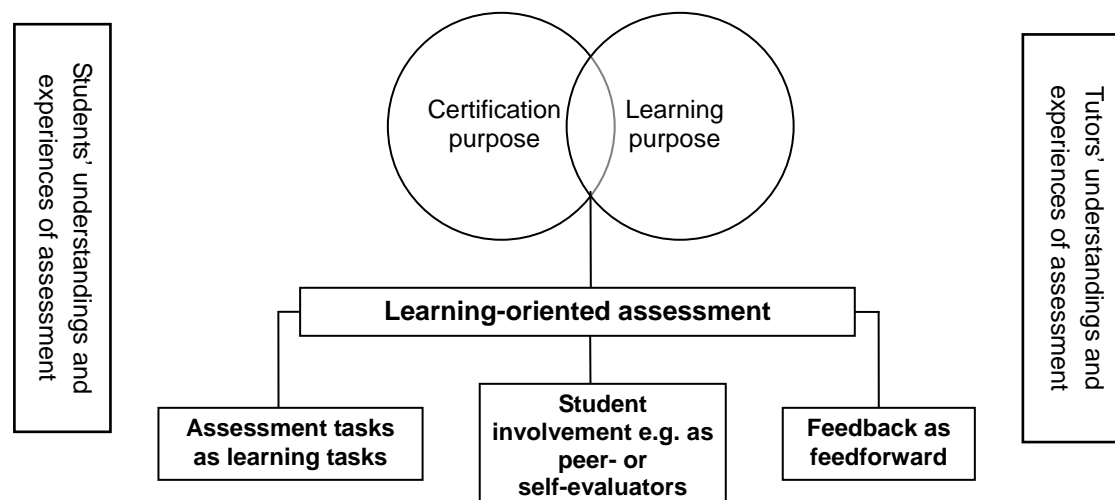 Students' understandings and
experiences of assessment
Certification
purpose
Learning
purpose
Tutors' understandings and
experiences of assessment
Learning-oriented assessment
Assessment tasks
as learning tasks
Student
involvement e.g. as
peer- or
self-evaluators
Feedback as
feedforward